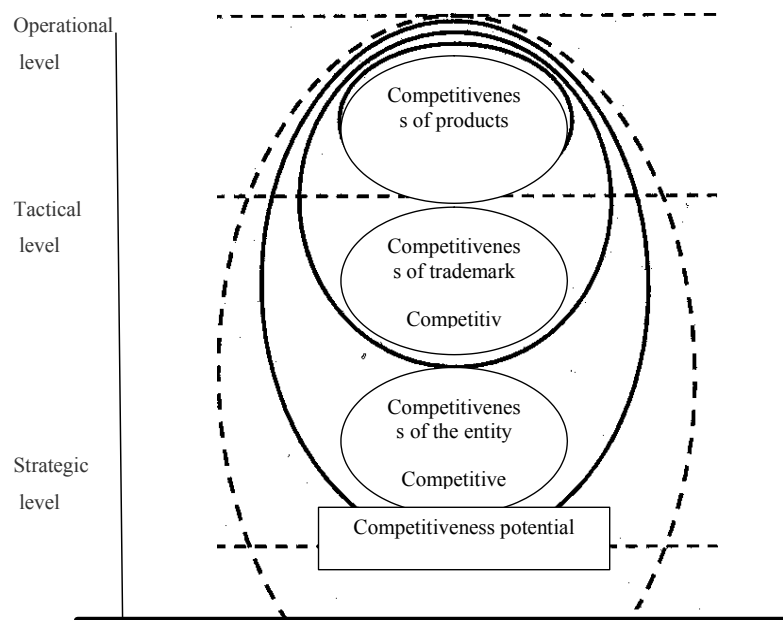 Operational
level
Competitivenes
s of products
Tactical
level
Competitivenes
s of trademark
Competitiv
Competitivenes
s of the entity
Strategic
level
Competitive
Competitiveness potential